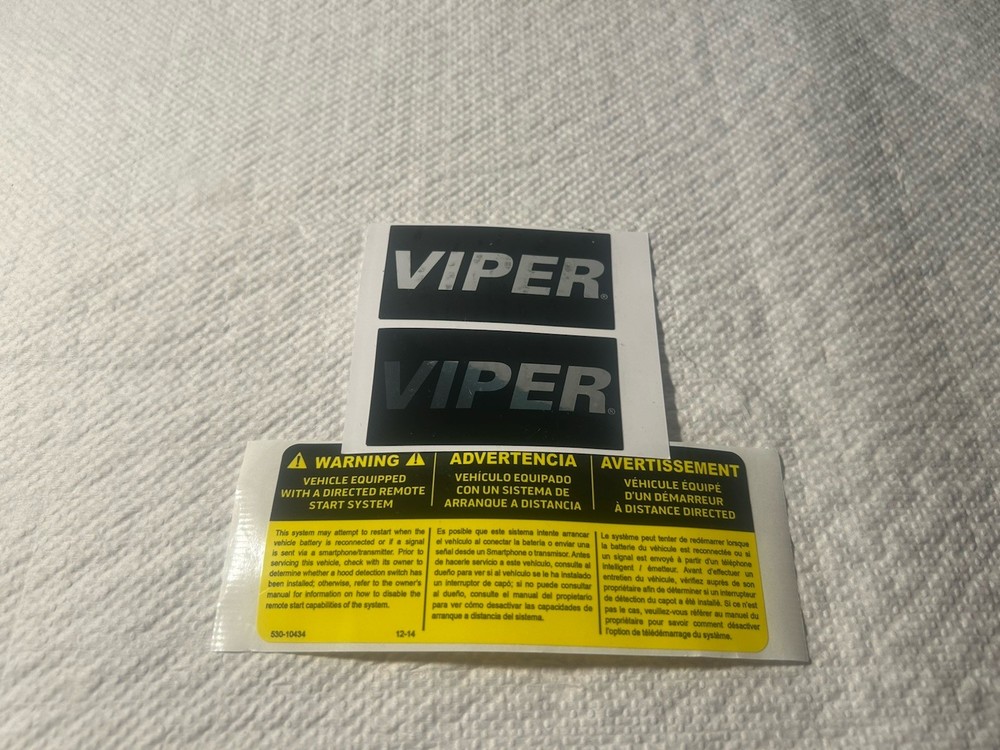 VIPER®
VIPER®
WARNING
VEHICLE EQUIPPED
WITH A DIRECTED REMOTE
START SYSTEM
This system may attempt to restart when the
vehicle battery is reconnected or if a signal
is sent via a smartphone/transmitter. Prior to
servicing this vehicle, check with its owner to
determine whether a hood detection switch has
been installed; otherwise, refer to the owner's
manual for information on how to disable the
remote start capabilities of the system.
530-10434 12-14
ADVERTENCIA
VEHÍCULO EQUIPADO
CON UN SISTEMA DE
ARRANQUE A DISTANCIA
Es posible que este sistema intente arrancar
el vehículo al conectar la batería o enviar una
señal desde un Smartphone o transmisor. Antes
de hacerle servicio a este vehículo, consulte al
dueño para ver si al vehículo se le ha instalado
un interruptor de capó; si no puede consultar
al dueño, consulte el manual del propietario
para ver cómo desactivar las capacidades de
arranque a distancia del sistema.
AVERTISSEMENT
VÉHICULE ÉQUIPÉ
D'UN DÉMARREUR
À DISTANCE DIRECTED
Le système peut tenter de redémarrer lorsque
la batterie du véhicule est reconnectée ou si
un signal est envoyé à partir d'un téléphone
intelligent / émetteur. Avant d'effectuer un
entretien du véhicule, vérifiez auprès de son
propriétaire afin de déterminer si un interrupteur
de détection du capot a été installé. Si ce n'est
pas le cas, veuillez-vous référer au manuel du
propriétaire pour savoir comment désactiver
l'option de télédémarrage du système.